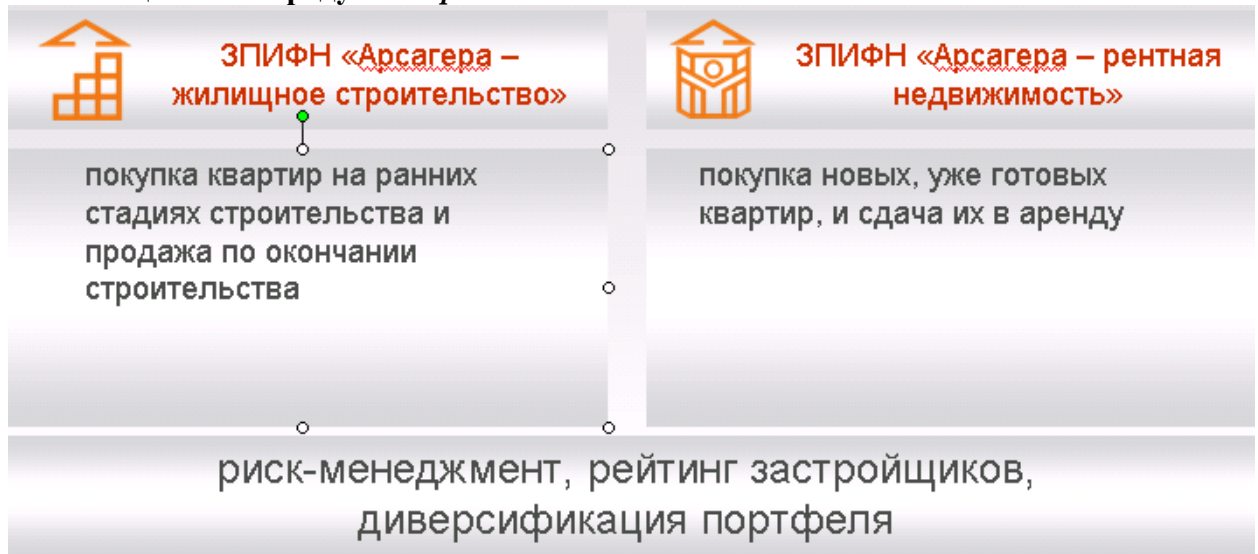 ЗПИФН «Арсагера –
жилищное строительство»
ЗПИФН «Арсагера – рентная
недвижимость»
покупка квартир на ранних
стадиях строительства и
продажа по окончании
строительства
покупка новых, уже готовых
квартир, и сдача их в аренду
риск-менеджмент, рейтинг застройщиков,
диверсификация портфеля